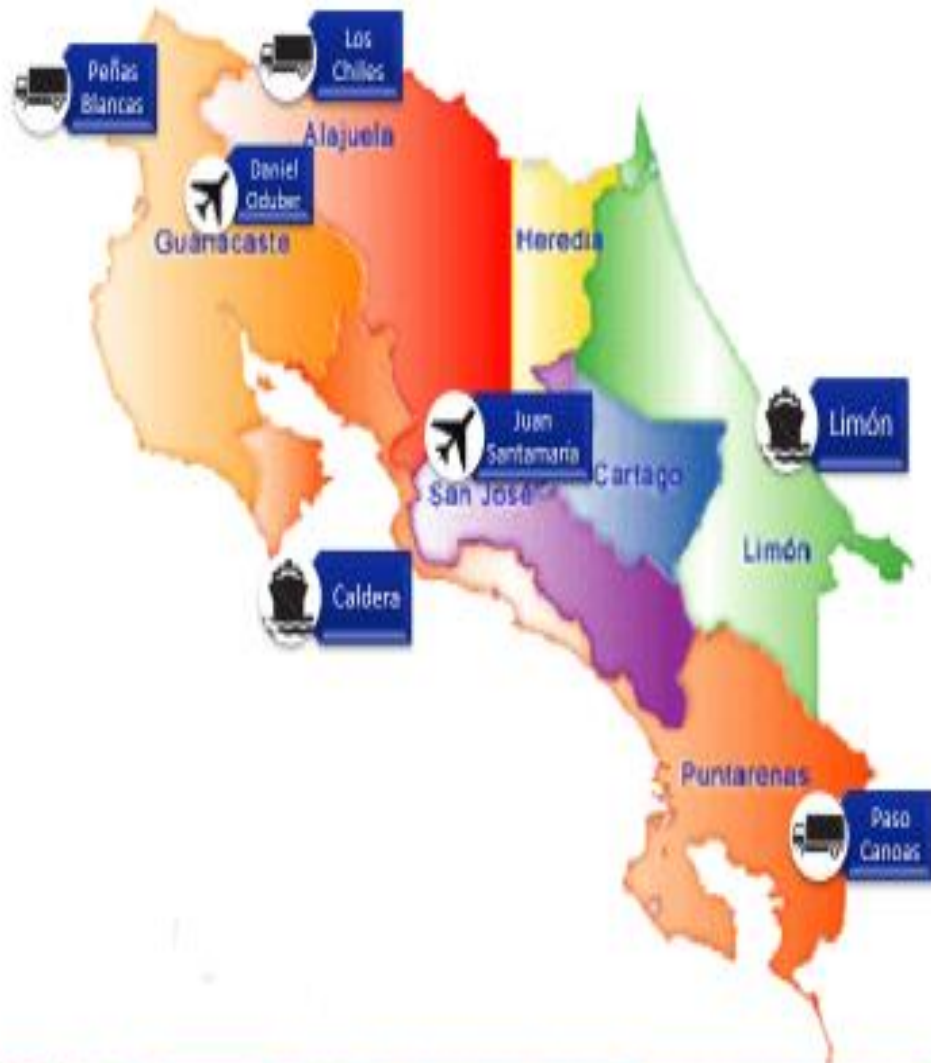 Peñas
Blancas
Los
Chiles
Alajuela
Daniel
Oduber
Guanacaste
Heredia
Juan
Santamaría
Limón
San José
Cartago
Limón
Caldera
Puntarenas
Paso
Canoas